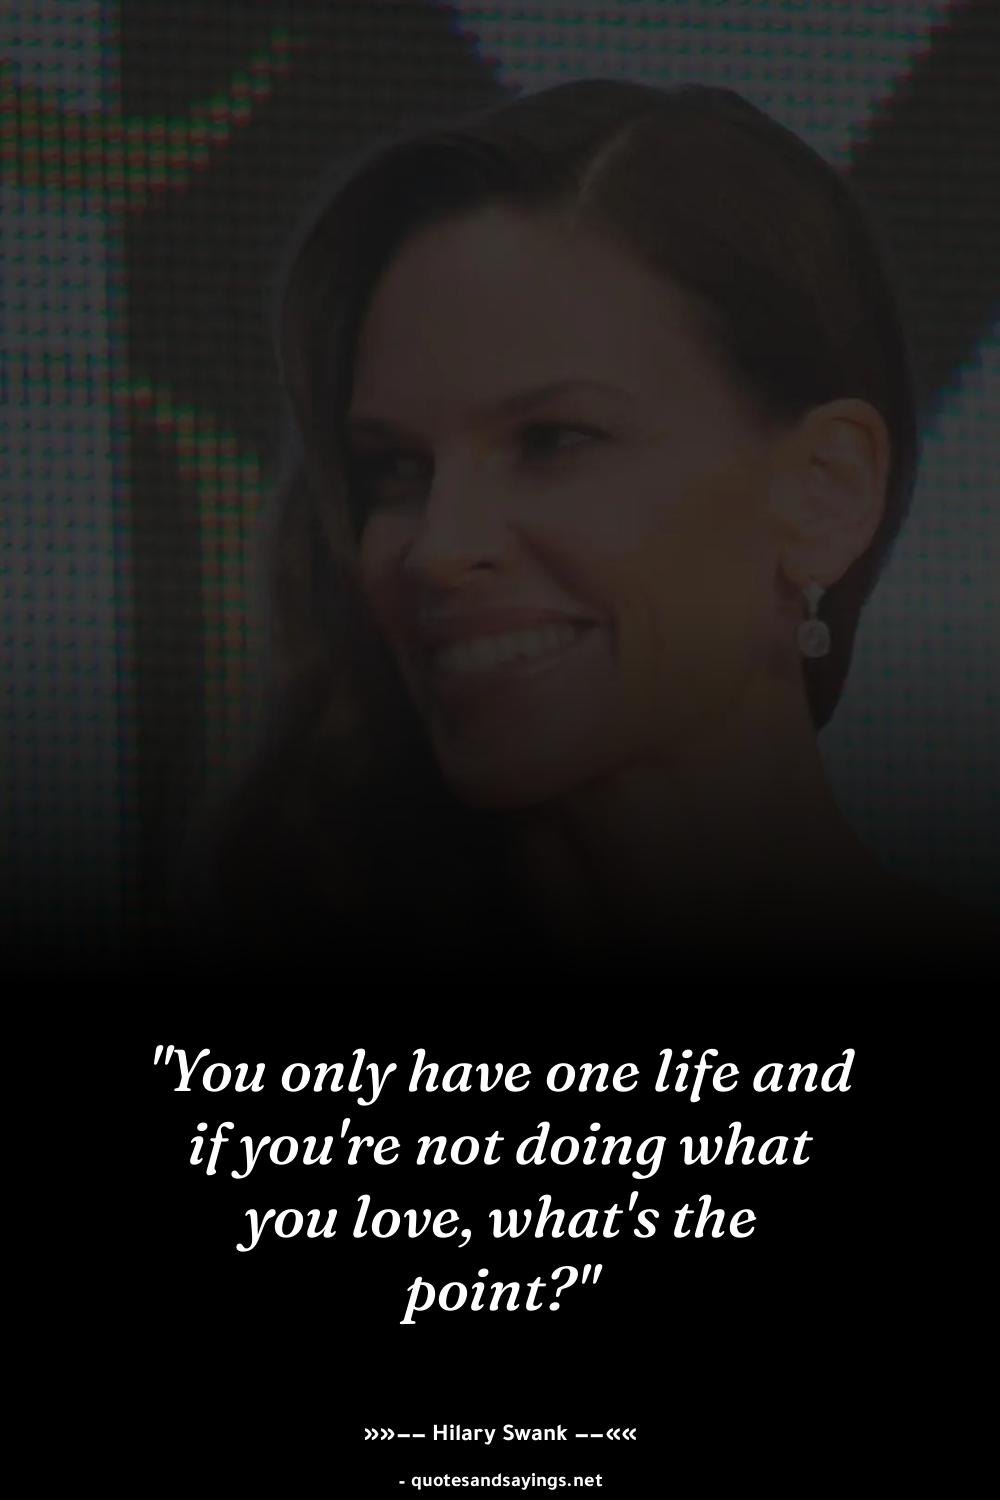 "You only have one life and
if you're not doing what
you love, what's the
point?"
»»−− Hilary Swank −−««
- quotesandsayings.net